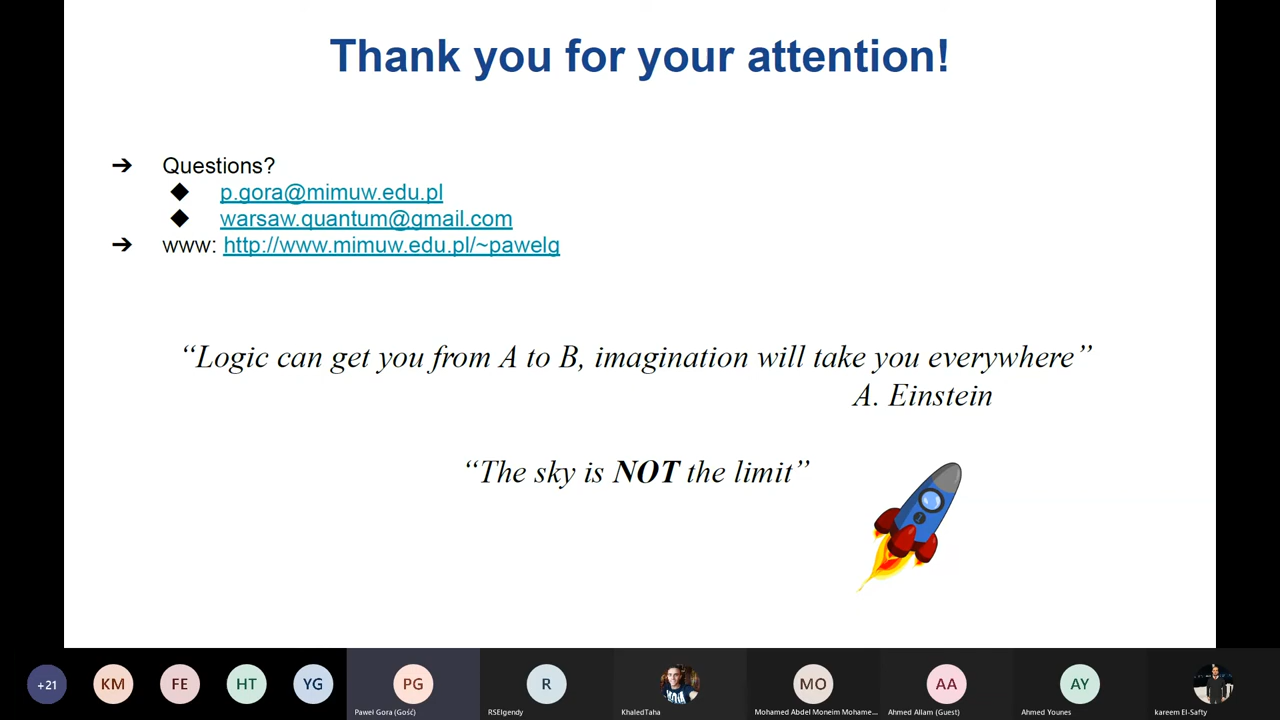 Thank you for your attention!
➔ Questions?
◆ p.gora@mimuw.edu.pl
◆ warsaw.quantum@gmail.com
➔ www: http://www.mimuw.edu.pl/~pawelg
“Logic can get you from A to B, imagination will take you everywhere”
A. Einstein
“The sky is NOT the limit”
+21 KM FE HT YG PG R MO AA AY
Paweł Gora (Gość) RSElgendy KhaledTaha Mohamed Abdel Moneim Mohame... Ahmed Allam (Guest) Ahmed Younes kareem El-Safty